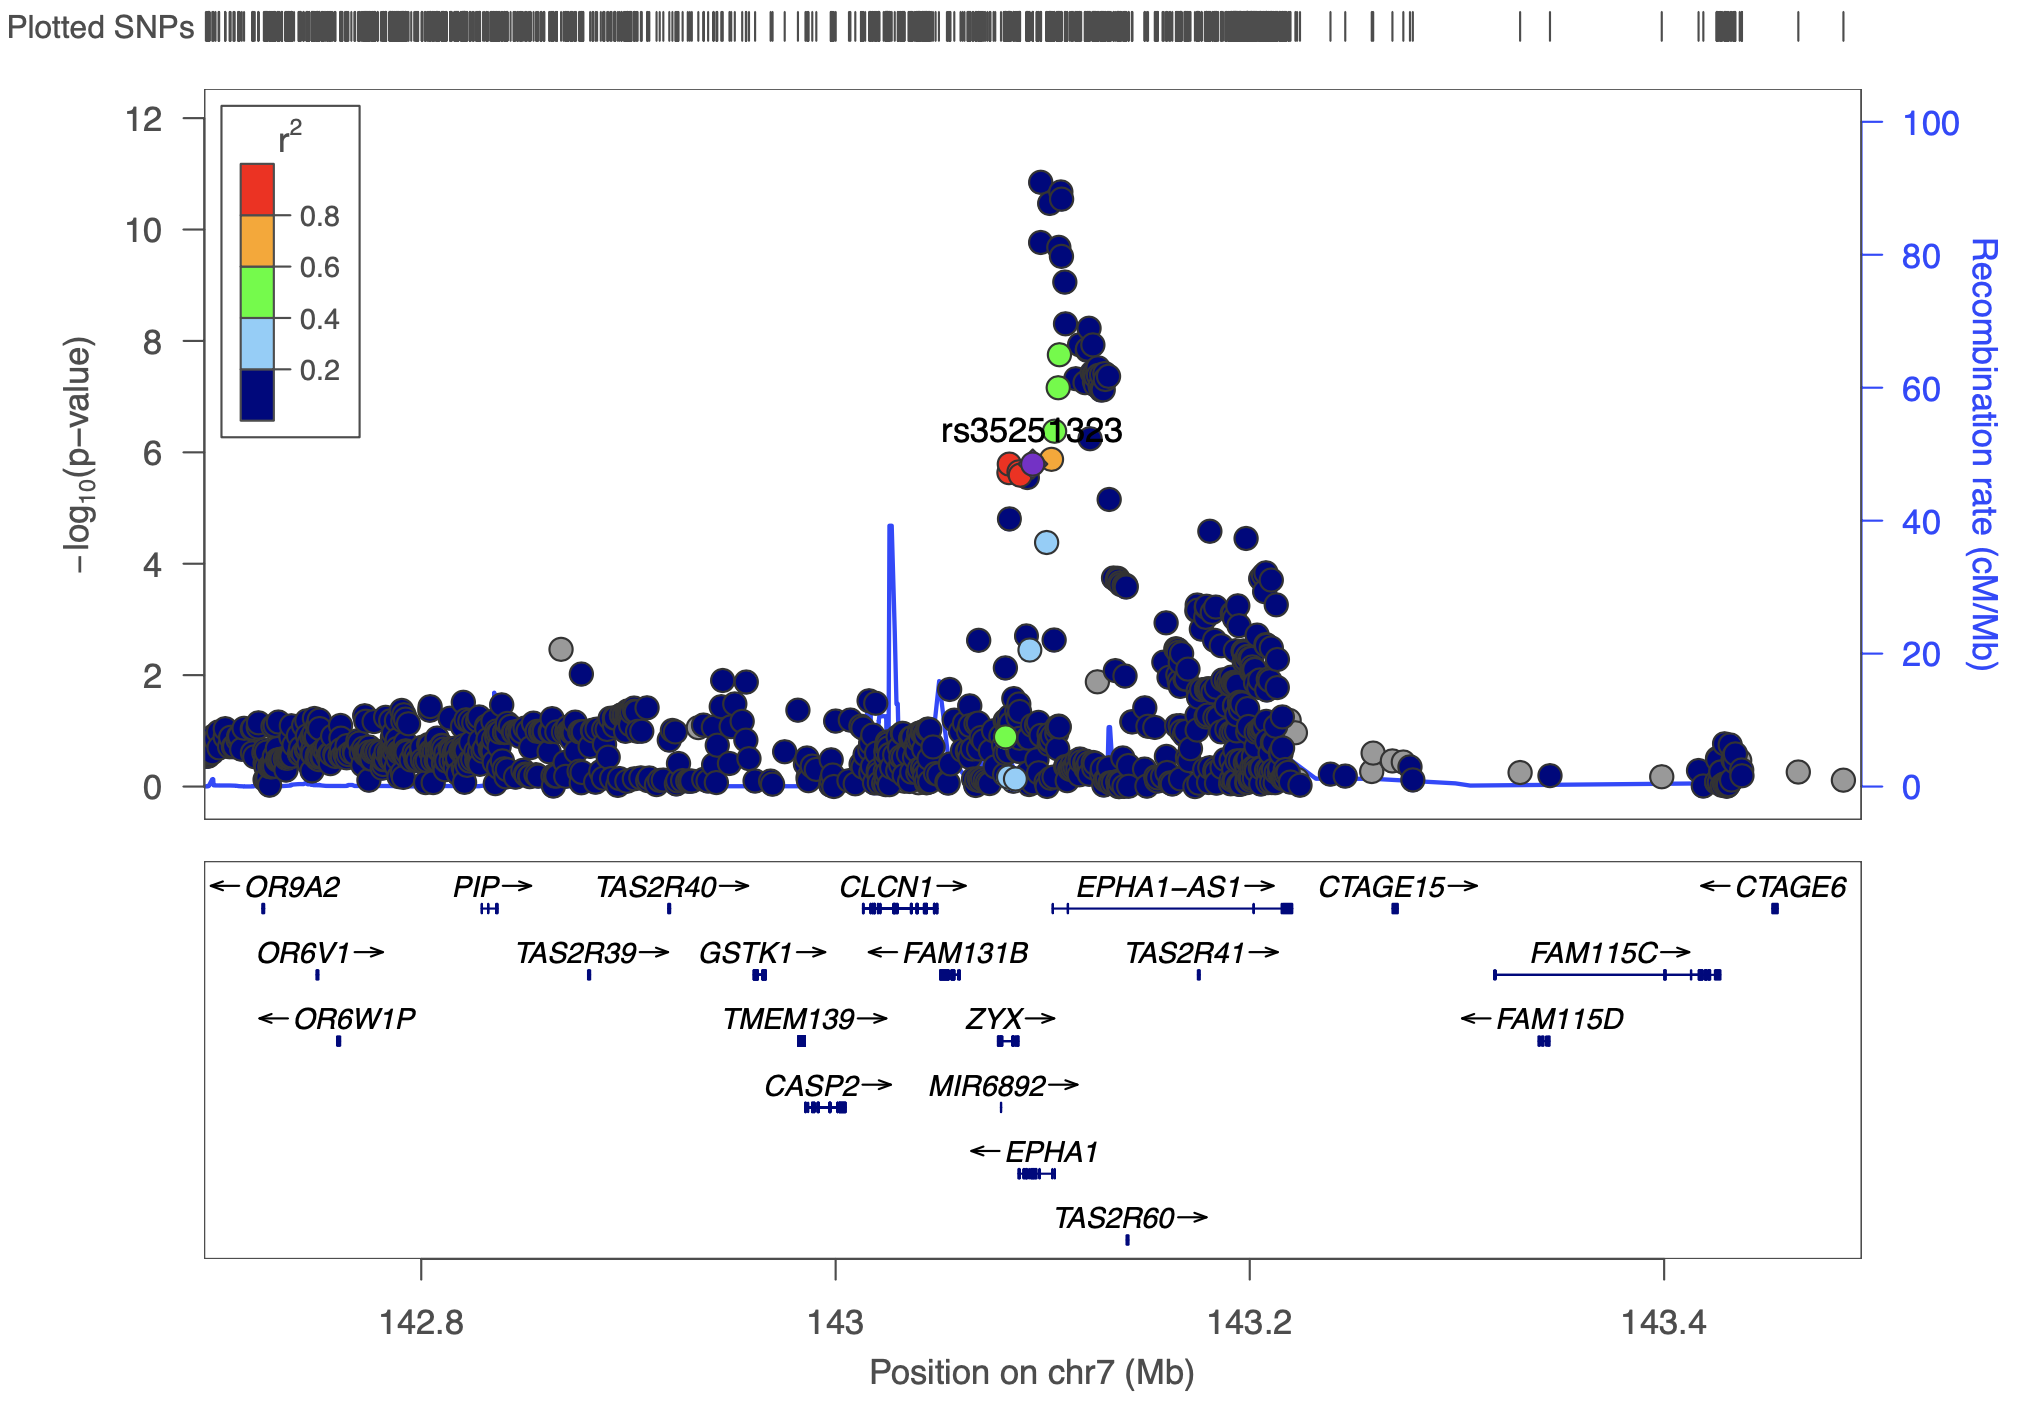 Plotted SNPs
12
10
8
6
4
2
0
−log10(p−value)
r2
0.8
0.6
0.4
0.2
rs35251323
100
80
60
40
20
0
Recombination rate (cM/Mb)
←OR9A2 PIP→ TAS2R40→ CLCN1→ EPHA1−AS1→ CTAGE15→ ←CTAGE6
OR6V1→ TAS2R39→ GSTK1→ ←FAM131B TAS2R41→ FAM115C→
←OR6W1P TMEM139→ ZYX→ ←FAM115D
CASP2→ MIR6892→
←EPHA1
TAS2R60→
142.8 143 143.2 143.4
Position on chr7 (Mb)